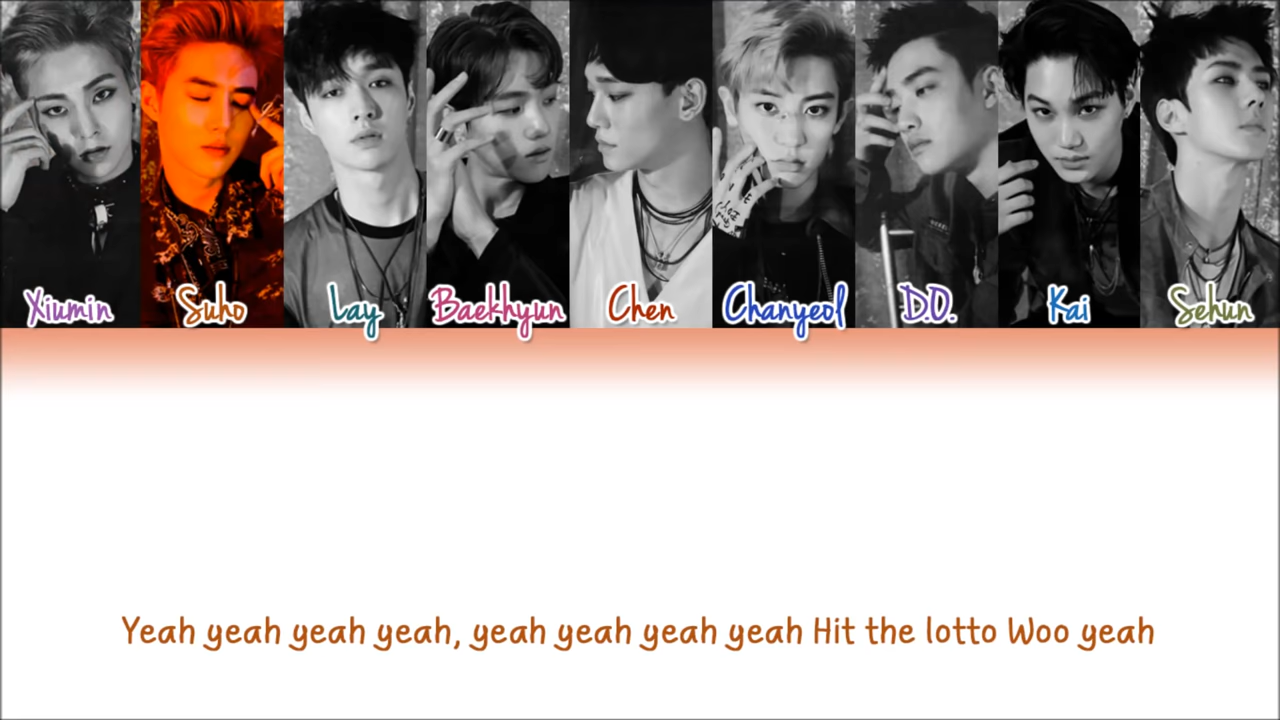 Xiumin Suho Lay Baekhyun Chen Chanyeol D.O. Kai Sehun
Yeah yeah yeah yeah, yeah yeah yeah yeah Hit the lotto Woo yeah